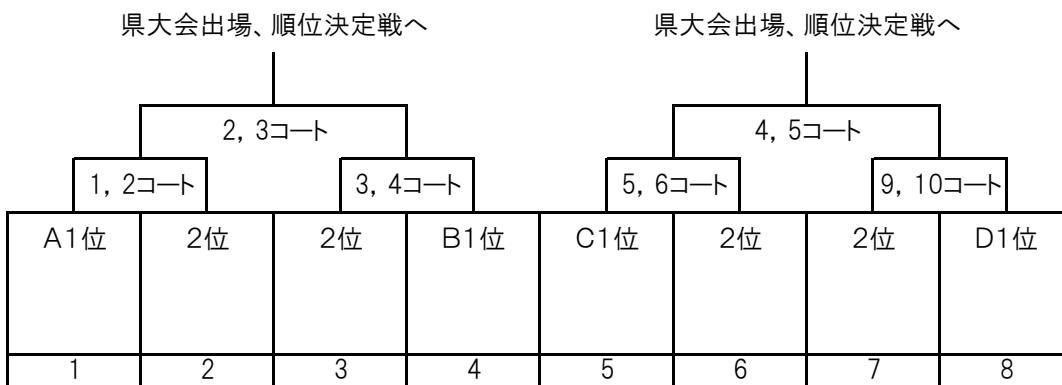 県大会出場、順位決定戦へ 県大会出場、順位決定戦へ
2, 3コート 4, 5コート
1, 2コート 3, 4コート 5, 6コート 9, 10コート
A1位 2位 2位 B1位 C1位 2位 2位 D1位
1 2 3 4 5 6 7 8